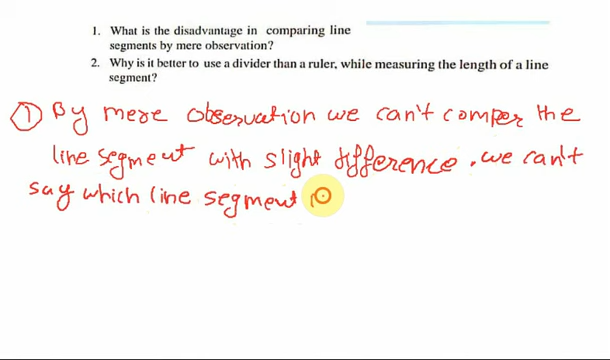 1. What is the disadvantage in comparing line
segments by mere observation?
2. Why is it better to use a divider than a ruler, while measuring the length of a line
segment?
① By mere observation we can't comper the
line segment with slight difference. we can't
say which line segment